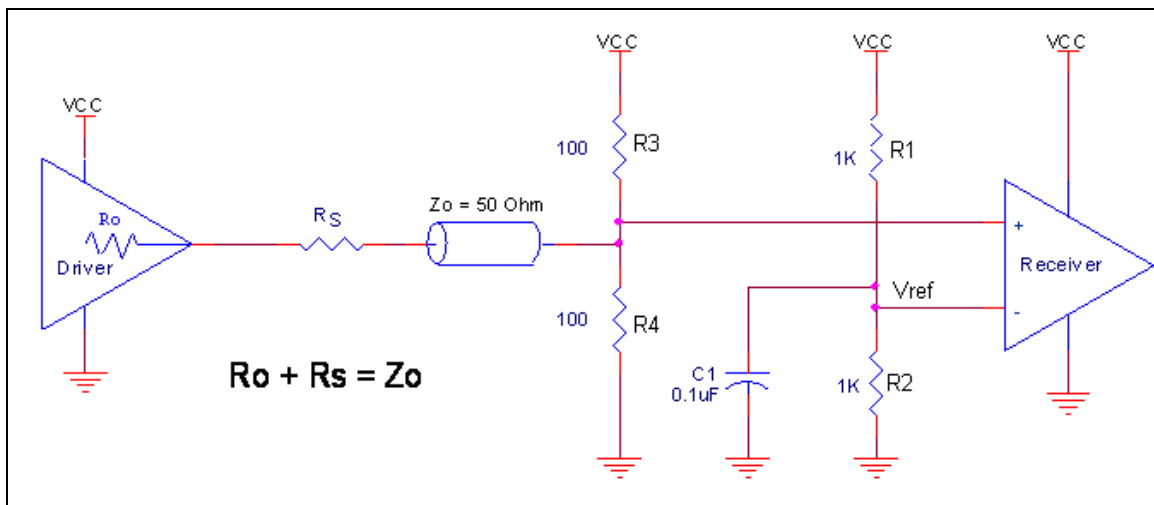 VCC
VCC
VCC
VCC
Ro
Driver
RS
Zo = 50 Ohm
100
R3
1K
R1
+
Receiver
-
Vref
100
R4
C1
0.1uF
1K
R2
Ro + Rs = Zo